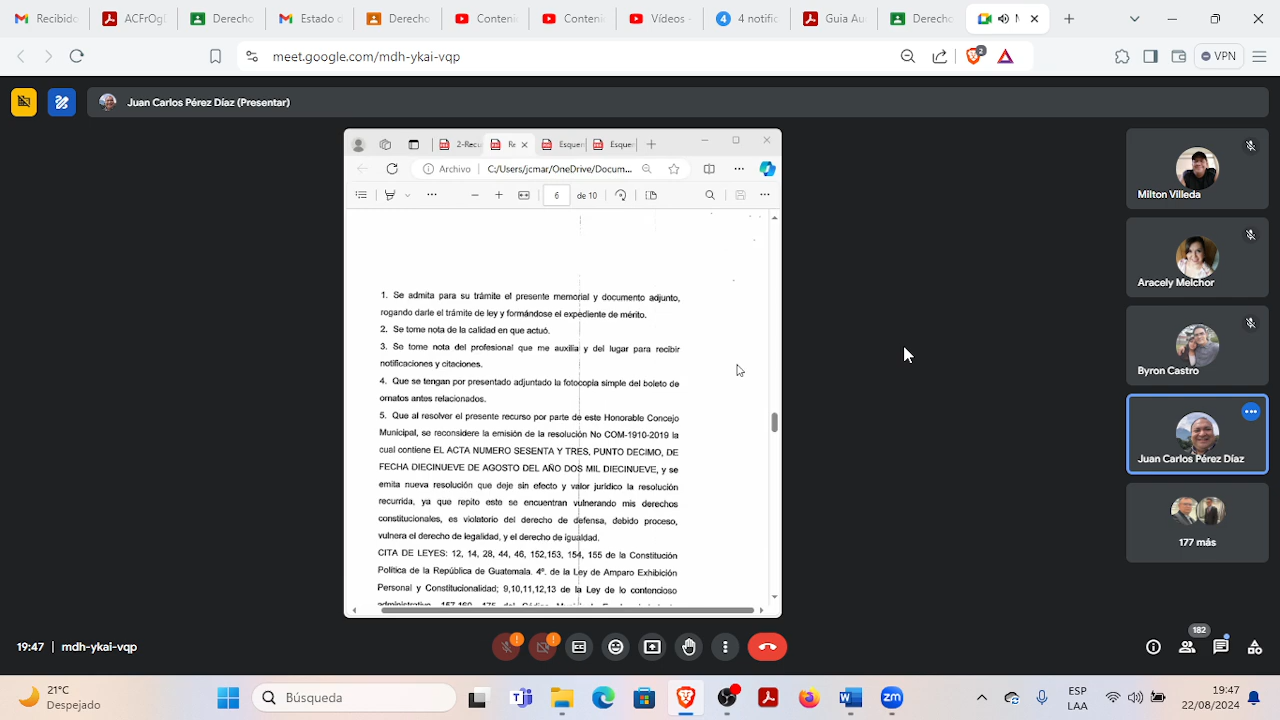 Recibido
ACFrOgD
Derecho
Estado d
Derecho
Conteni
Conteni
Vídeos -
4 notific
Guia Au
Derecho
meet.google.com/mdh-ykai-vqp
2
VPN
Juan Carlos Pérez Díaz (Presentar)
2-Recu
Esquer
Esquer
Archivo
C:/Users/jcmar/OneDrive/Docum...
6 de 10
1. Se admita para su trámite el presente memorial y documento adjunto,
rogando darle el trámite de ley y formándose el expediente de mérito.
2. Se tome nota de la calidad en que actuó.
3. Se tome nota del profesional que me auxilia y del lugar para recibir
notificaciones y citaciones.
4. Que se tengan por presentado adjuntado la fotocopia simple del boleto de
ornatos antes relacionados.
5. Que al resolver el presente recurso por parte de este Honorable Concejo
Municipal, se reconsidere la emisión de la resolución No COM-1910-2019 la
cual contiene EL ACTA NUMERO SESENTA Y TRES, PUNTO DECIMO, DE
FECHA DIECINUEVE DE AGOSTO DEL AÑO DOS MIL DIECINUEVE, y se
emita nueva resolución que deje sin efecto y valor jurídico la resolución
recurrida, ya que repito este se encuentran vulnerando mis derechos
constitucionales, es violatorio del derecho de defensa, debido proceso,
vulnera el derecho de legalidad, y el derecho de igualdad.
CITA DE LEYES: 12, 14, 28, 44, 46, 152,153, 154, 155 de la Constitución
Política de la República de Guatemala. 4º. de la Ley de Amparo Exhibición
Personal y Constitucionalidad; 9,10,11,12,13 de la Ley de lo contencioso
Milton Vileda
Ana Amador
Byron Castro
Juan Carlos Pérez Díaz
177 más
19:47 | mdh-ykai-vqp
182
21°C
Despejado
Búsqueda
ESP
LAA
22/08/2024